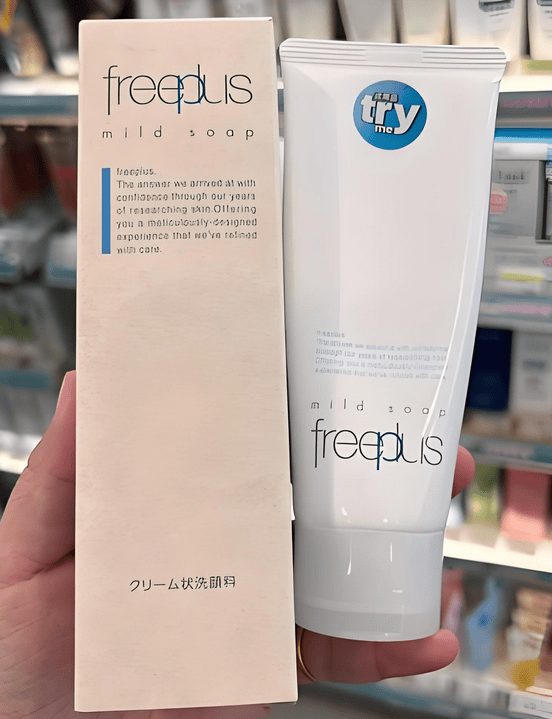 freeplus
mild soap
freeplus.
The answer we arrived at with
confidence through our years
of researching skin.Offering
you a meticulously-designed
experience that we've refined
with care.
クリーム状洗顔料
try
me
mild soap
freeplus